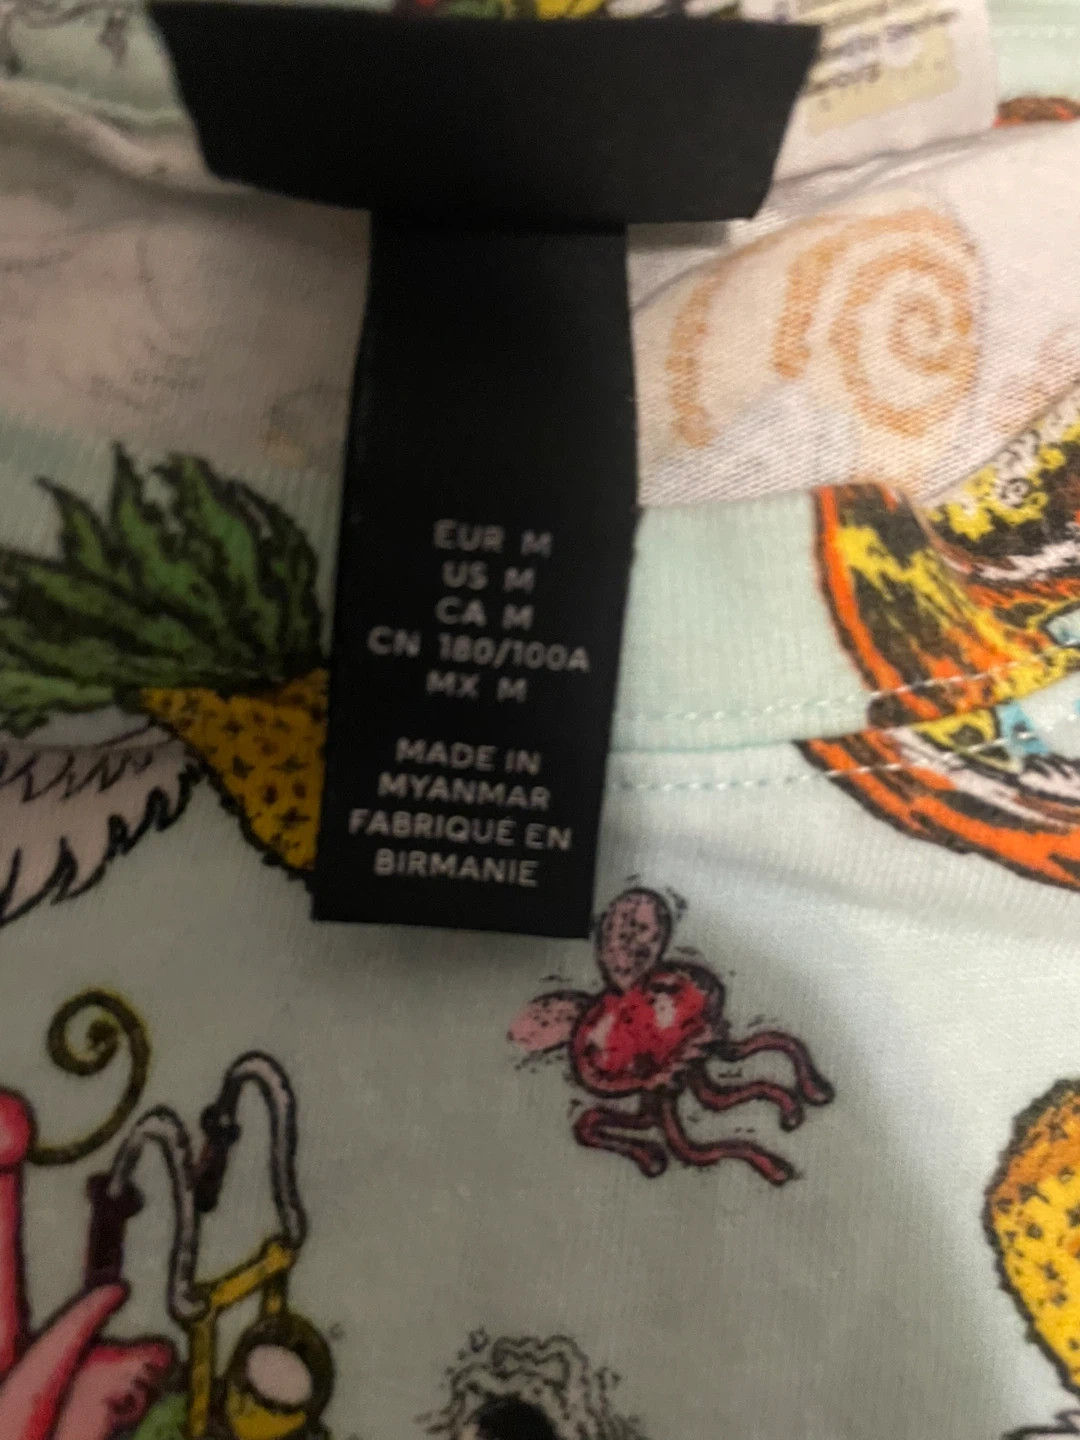 EUR M
US M
CA M
CN 180/100A
MX M
MADE IN
MYANMAR
FABRIQUÉ EN
BIRMANIE